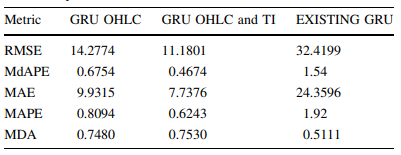 Metric GRU OHLC GRU OHLC and TI EXISTING GRU
RMSE 14.2774 11.1801 32.4199
MdAPE 0.6754 0.4674 1.54
MAE 9.9315 7.7376 24.3596
MAPE 0.8094 0.6243 1.92
MDA 0.7480 0.7530 0.5111